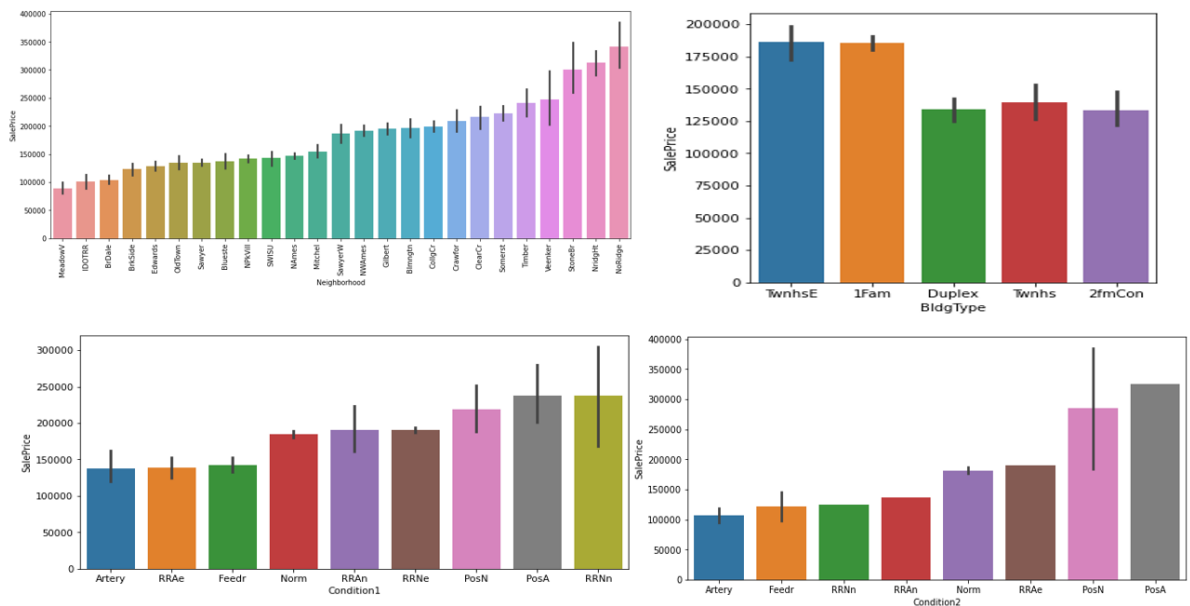 400000
350000
300000
250000
200000
150000
100000
50000
0
SalePrice
MeadowV
IDOTRR
BrDale
BrkSide
Edwards
OldTown
Sawyer
Blueste
NPkVill
SWISU
NAmes
Mitchel
SawyerW
NWAmes
Gilbert
Blmngtn
CollgCr
Crawfor
ClearCr
Somerst
Timber
Veenker
StoneBr
NridgHt
NoRidge
Neighborhood
200000
175000
150000
125000
100000
75000
50000
25000
0
SalePrice
TwnhsE 1Fam Duplex Twnhs 2fmCon
BldgType
300000
250000
200000
150000
100000
50000
0
SalePrice
Artery RRAe Feedr Norm RRAn RRNe PosN PosA RRNn
Condition1
400000
350000
300000
250000
200000
150000
100000
50000
0
SalePrice
Artery Feedr RRNn RRAn Norm RRAe PosN PosA
Condition2